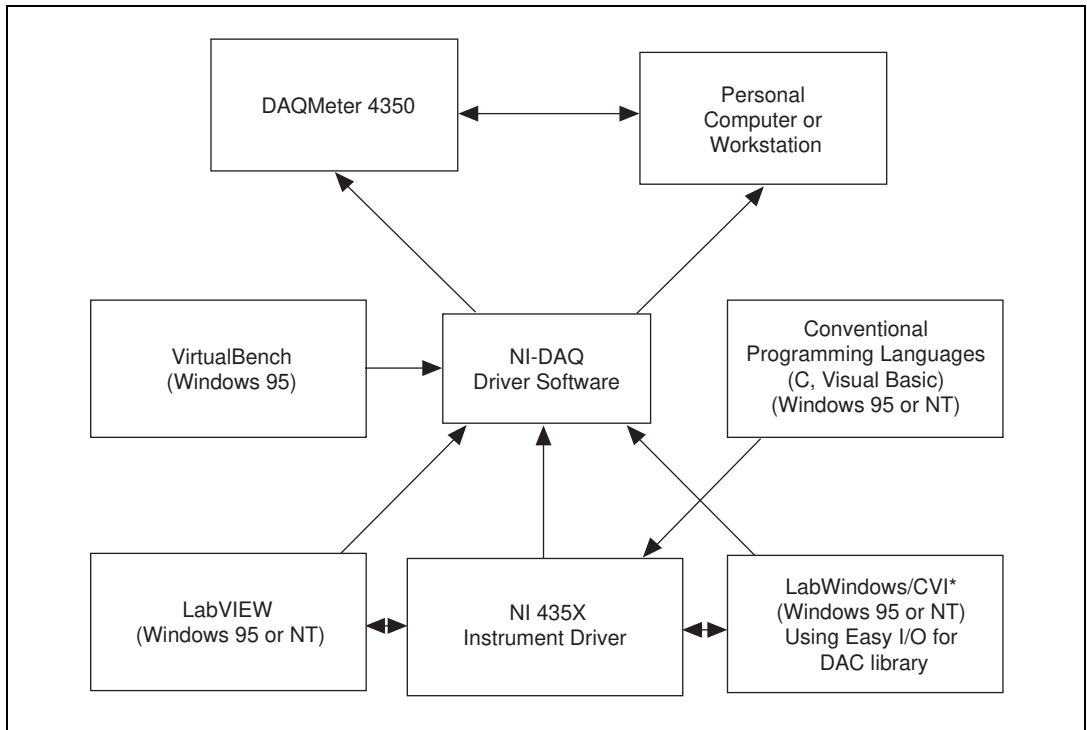 DAQMeter 4350
Personal
Computer or
Workstation
VirtualBench
(Windows 95)
NI-DAQ
Driver Software
Conventional
Programming Languages
(C, Visual Basic)
(Windows 95 or NT)
LabVIEW
(Windows 95 or NT)
NI 435X
Instrument Driver
LabWindows/CVI*
(Windows 95 or NT)
Using Easy I/O for
DAC library